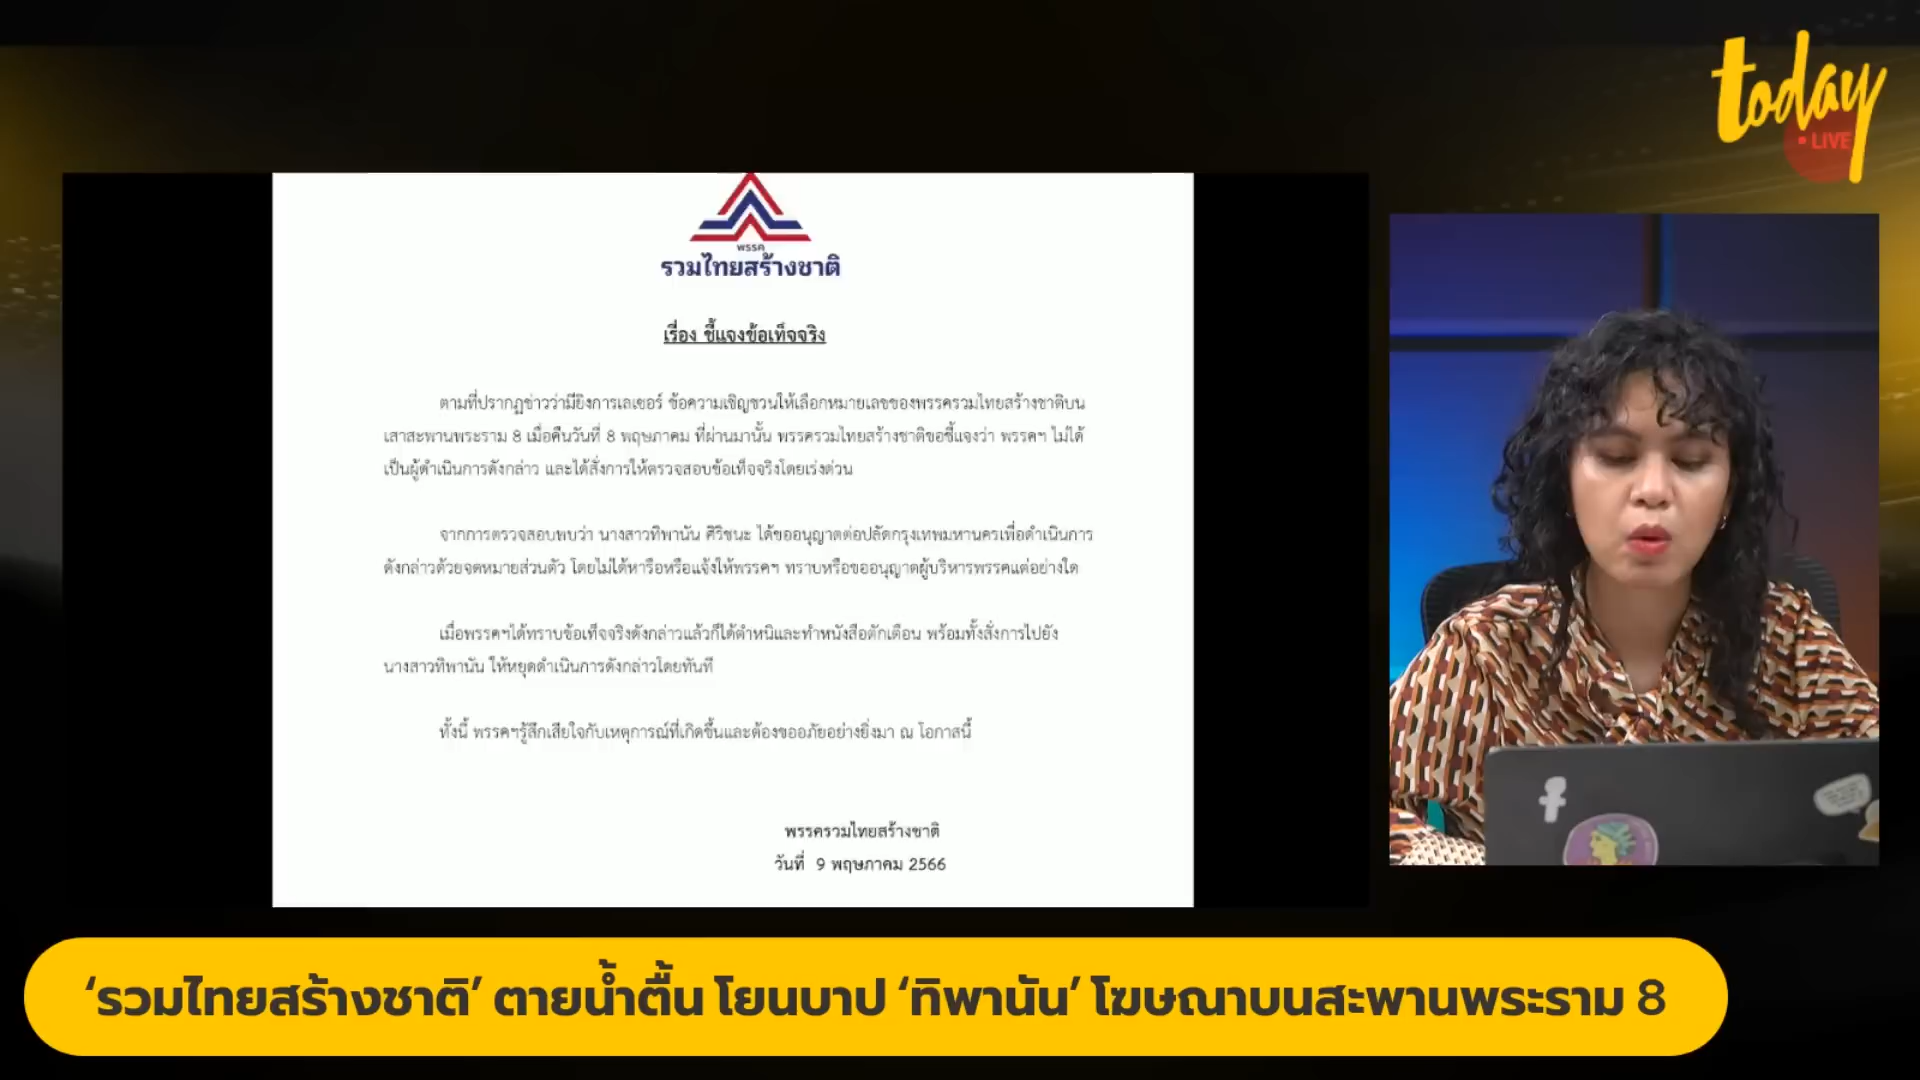 today
• LIVE
พรรค
รวมไทยสร้างชาติ
เรื่อง ชี้แจงข้อเท็จจริง
ตามที่ปรากฏข่าวว่ามียิงการเลเซอร์ ข้อความเชิญชวนให้เลือกหมายเลขของพรรครวมไทยสร้างชาติบน
เสาสะพานพระราม 8 เมื่อคืนวันที่ 8 พฤษภาคม ที่ผ่านมานั้น พรรครวมไทยสร้างชาติขอชี้แจงว่า พรรคฯ ไม่ได้
เป็นผู้ดำเนินการดังกล่าว และได้สั่งการให้ตรวจสอบข้อเท็จจริงโดยเร่งด่วน
จากการตรวจสอบพบว่า นางสาวทิพานัน ศิริชนะ ได้ขออนุญาตต่อปลัดกรุงเทพมหานครเพื่อดำเนินการ
ดังกล่าวด้วยจดหมายส่วนตัว โดยไม่ได้หารือหรือแจ้งให้พรรคฯ ทราบหรือขออนุญาตผู้บริหารพรรคแต่อย่างใด
เมื่อพรรคฯได้ทราบข้อเท็จจริงดังกล่าวแล้วก็ได้ตำหนิและทำหนังสือตักเตือน พร้อมทั้งสั่งการไปยัง
นางสาวทิพานัน ให้หยุดดำเนินการดังกล่าวโดยทันที
ทั้งนี้ พรรคฯรู้สึกเสียใจกับเหตุการณ์ที่เกิดขึ้นและต้องขออภัยอย่างยิ่งมา ณ โอกาสนี้
พรรครวมไทยสร้างชาติ
วันที่ 9 พฤษภาคม 2566
‘รวมไทยสร้างชาติ’ ตายน้ำตื้น โยนบาป ‘ทิพานัน’ โฆษณาบนสะพานพระราม 8